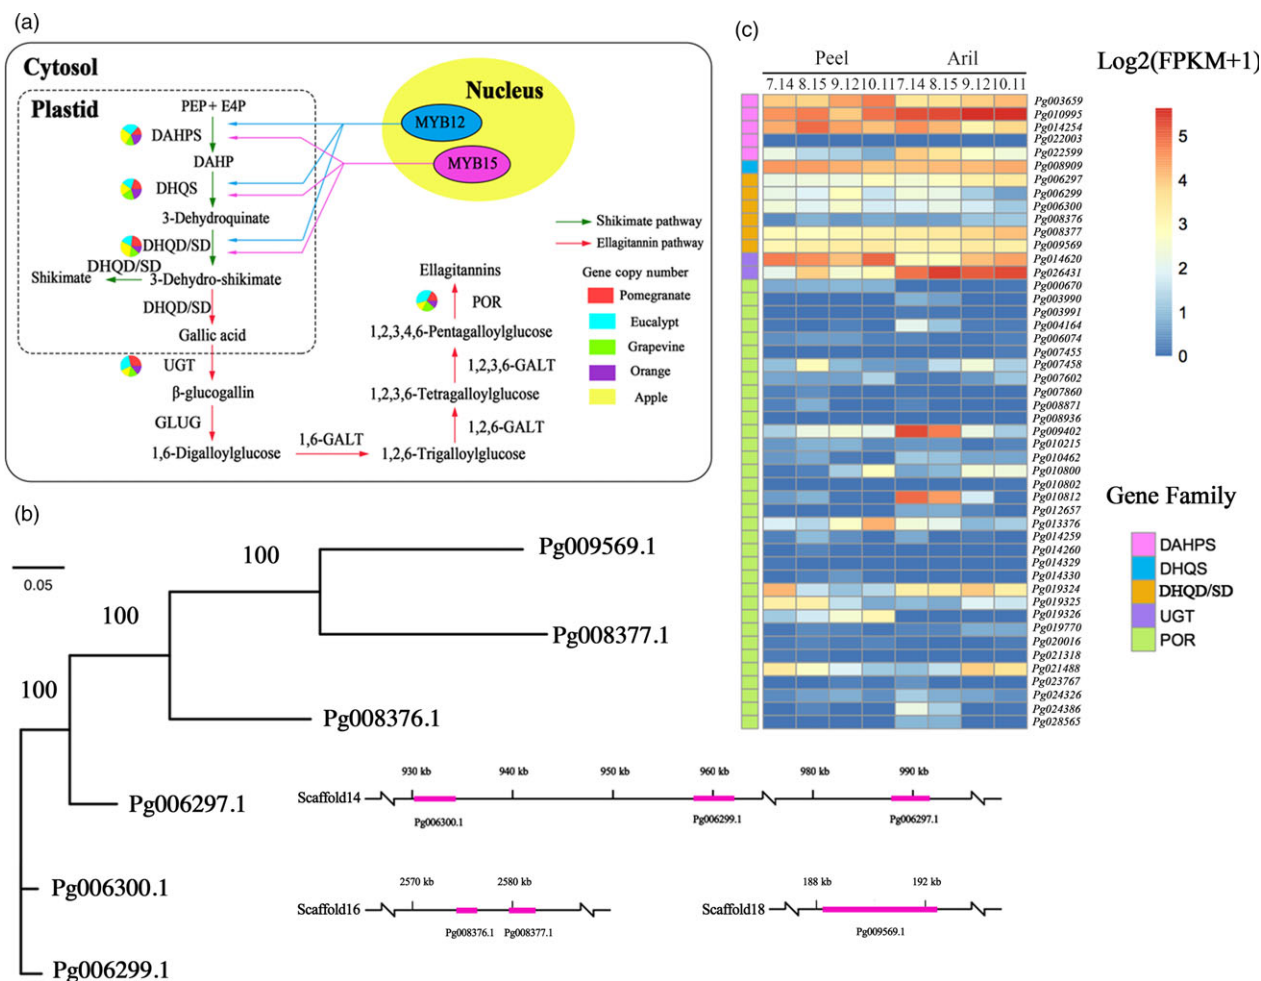 (a)
Cytosol
Plastid
PEP+ E4P
DAHPS
DAHP
DHQS
3-Dehydroquinate
DHQD/SD
DHQD/SD
Shikimate
3-Dehydro-shikimate
DHQD/SD
Gallic acid
UGT
β-glucogallin
GLUG
1,6-Digalloylglucose
1,6-GALT
1,2,6-Trigalloylglucose
1,2,6-GALT
1,2,3,6-Tetragalloylglucose
1,2,3,6-GALT
1,2,3,4,6-Pentagalloylglucose
POR
Ellagitannins
Nucleus
MYB12
MYB15
Shikimate pathway
Ellagitannin pathway
Gene copy number
Pomegranate
Eucalypt
Grapevine
Orange
Apple
(b)
0.05
100
100
100
Pg009569.1
Pg008377.1
Pg008376.1
Pg006297.1
Pg006300.1
Pg006299.1
930 kb 940 kb 950 kb 960 kb 980 kb 990 kb
Scaffold14
Pg006300.1 Pg006299.1 Pg006297.1
2570 kb 2580 kb
Scaffold16
Pg008376.1 Pg008377.1
188 kb 192 kb
Scaffold18
Pg009569.1
(c)
Peel Aril
7.14 8.15 9.12 10.11 7.14 8.15 9.12 10.11
Pg003659
Pg010995
Pg014254
Pg022003
Pg022599
Pg008909
Pg006297
Pg006299
Pg006300
Pg008376
Pg008377
Pg009569
Pg014620
Pg026431
Pg000670
Pg003990
Pg003991
Pg004164
Pg006074
Pg007455
Pg007458
Pg007602
Pg007860
Pg008871
Pg008936
Pg009402
Pg010215
Pg010462
Pg010800
Pg010802
Pg010812
Pg012657
Pg013376
Pg014259
Pg014260
Pg014329
Pg014330
Pg019324
Pg019325
Pg019326
Pg019770
Pg020016
Pg021318
Pg021488
Pg023767
Pg024326
Pg024386
Pg028565
Log2(FPKM+1)
5
4
3
2
1
0
Gene Family
DAHPS
DHQS
DHQD/SD
UGT
POR